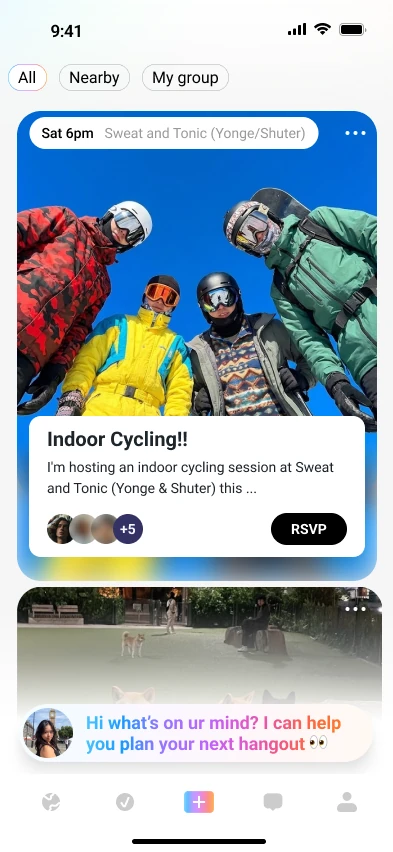 9:41
All
Nearby
My group
Sat 6pm Sweat and Tonic (Yonge/Shuter)
Indoor Cycling!!
I'm hosting an indoor cycling session at Sweat
and Tonic (Yonge & Shuter) this ...
+5
RSVP
Hi what's on ur mind? I can help
you plan your next hangout 👀